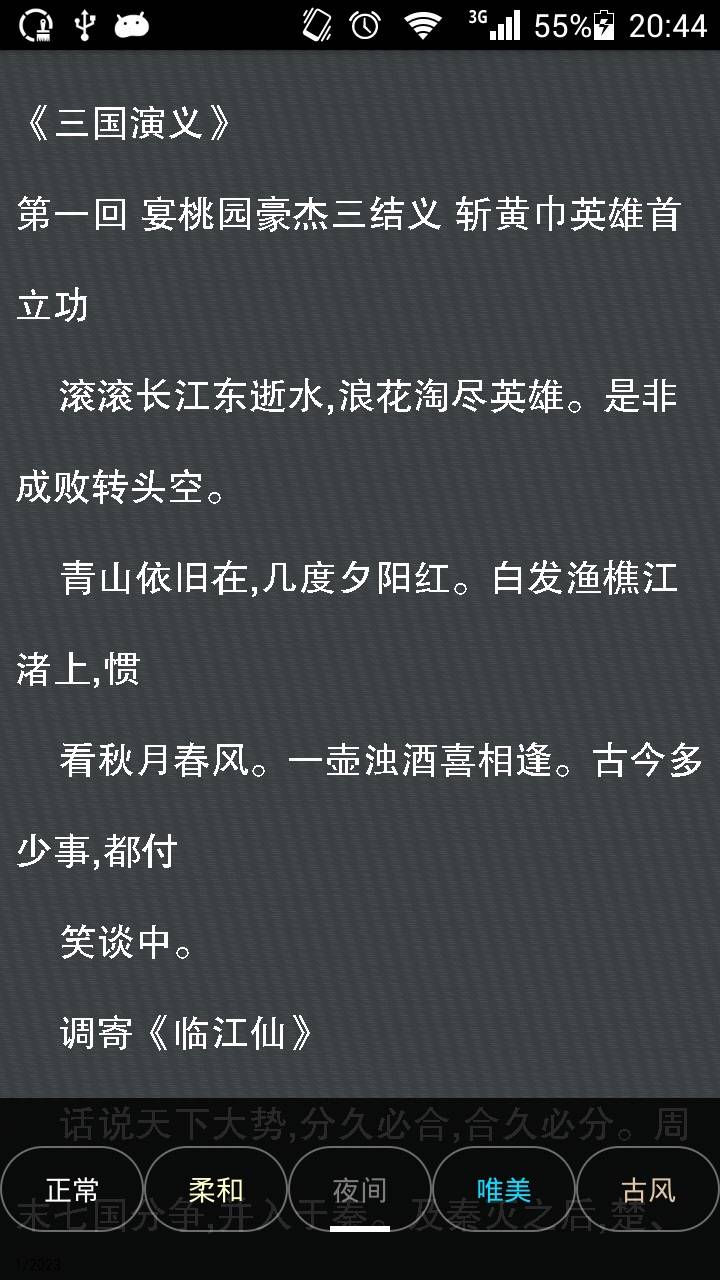 3G 55% 20:44
《三国演义》
第一回 宴桃园豪杰三结义 斩黄巾英雄首
立功
滚滚长江东逝水,浪花淘尽英雄。是非
成败转头空。
青山依旧在,几度夕阳红。白发渔樵江
渚上,惯
看秋月春风。一壶浊酒喜相逢。古今多
少事,都付
笑谈中。
调寄《临江仙》
话说天下大势,分久必合,合久必分。周
正常 柔和 夜间 唯美 古风
末七国分争,并入于秦。及秦灭之后,楚、
1/2023